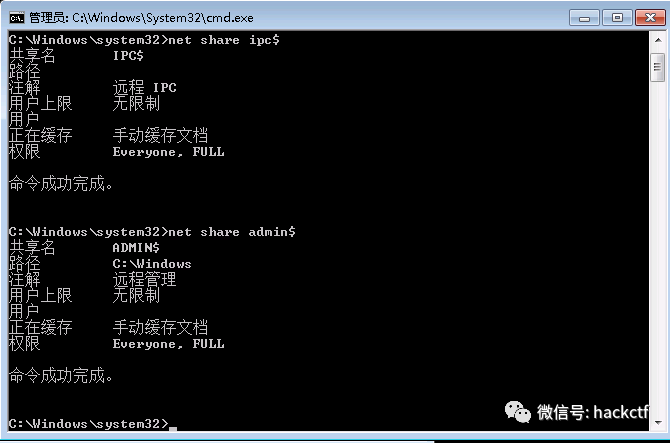 管理员: C:\Windows\System32\cmd.exe
C:\Windows\system32>net share ipc$
共享名 IPC$
路径
注解 远程 IPC
用户上限 无限制
用户
正在缓存 手动缓存文档
权限 Everyone, FULL
命令成功完成。
C:\Windows\system32>net share admin$
共享名 ADMIN$
路径 C:\Windows
注解 远程管理
用户上限 无限制
用户
正在缓存 手动缓存文档
权限 Everyone, FULL
命令成功完成。
C:\Windows\system32>
微信号: hackctf